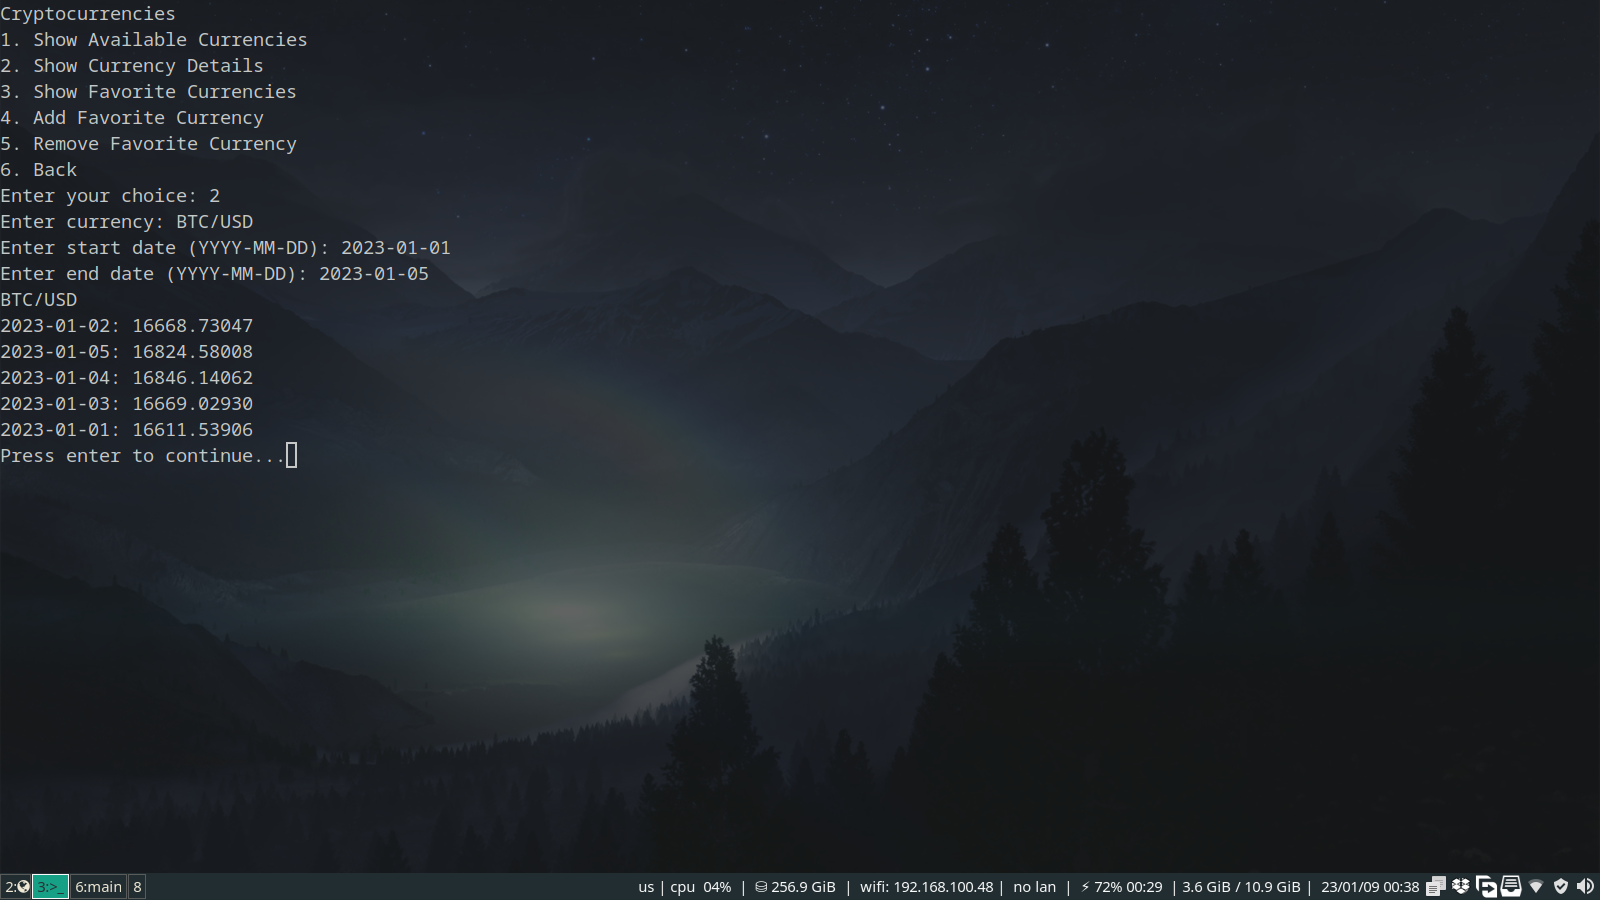 Cryptocurrencies
1. Show Available Currencies
2. Show Currency Details
3. Show Favorite Currencies
4. Add Favorite Currency
5. Remove Favorite Currency
6. Back
Enter your choice: 2
Enter currency: BTC/USD
Enter start date (YYYY-MM-DD): 2023-01-01
Enter end date (YYYY-MM-DD): 2023-01-05
BTC/USD
2023-01-02: 16668.73047
2023-01-05: 16824.58008
2023-01-04: 16846.14062
2023-01-03: 16669.02930
2023-01-01: 16611.53906
Press enter to continue...
2: 3:>_ 6:main 8 us | cpu 04% | 256.9 GiB | wifi: 192.168.100.48 | no lan | ⚡ 72% 00:29 | 3.6 GiB / 10.9 GiB | 23/01/09 00:38